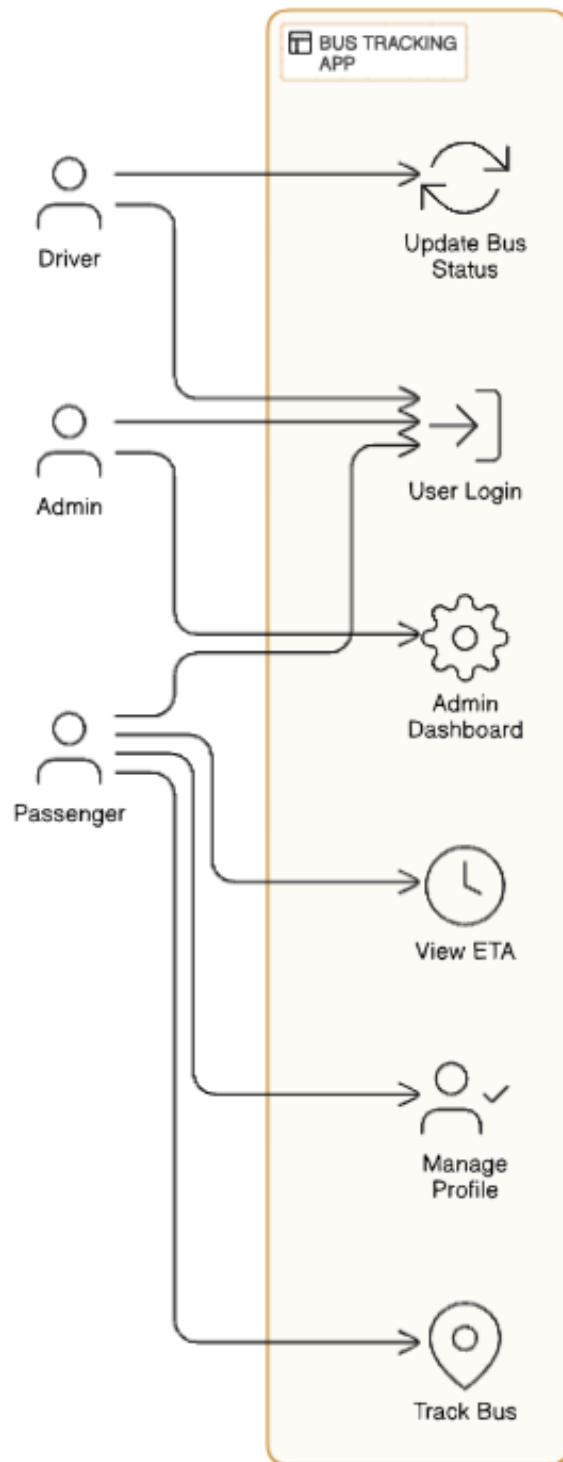 BUS TRACKING
APP
Driver
Update Bus
Status
Admin
User Login
Admin
Dashboard
Passenger
View ETA
Manage
Profile
Track Bus